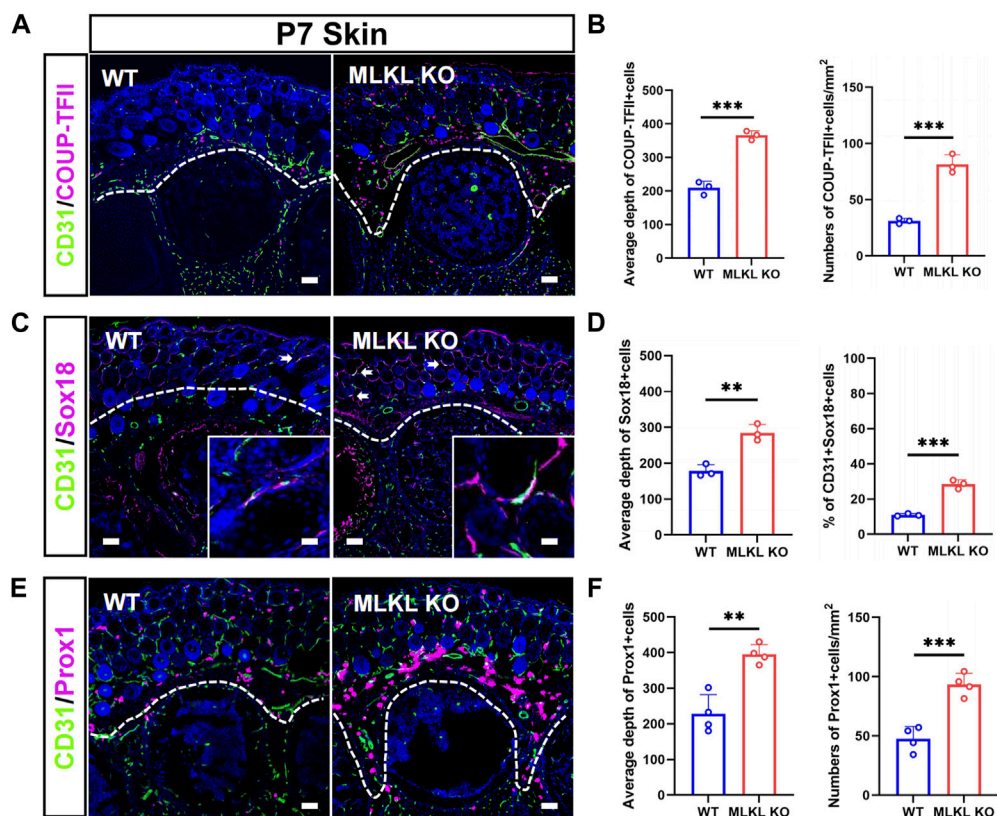 A
P7 Skin
CD31/COUP-TFII
WT
MLKL KO
B
Average depth of COUP-TFII+cells
500
400
300
200
100
0
***
WT
MLKL KO
Numbers of COUP-TFII+cells/mm²
150
100
50
0
***
WT
MLKL KO
C
CD31/Sox18
WT
MLKL KO
D
Average depth of Sox18+cells
500
400
300
200
100
0
**
WT
MLKL KO
% of CD31+Sox18+cells
100
80
60
40
20
0
***
WT
MLKL KO
E
CD31/Prox1
WT
MLKL KO
F
Average depth of Prox1+cells
500
400
300
200
100
0
**
WT
MLKL KO
Numbers of Prox1+cells/mm²
150
100
50
0
***
WT
MLKL KO